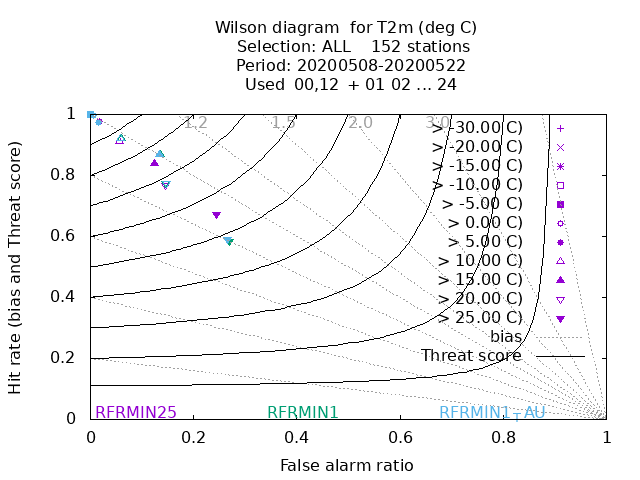 Wilson diagram  for T2m (deg C)
Selection: ALL    152 stations
Period: 20200508-20200522
Used  00,12  + 01 02 ... 24
1.2 1.5 2.0 3.0
> -30.00 C)
> -20.00 C)
> -15.00 C)
> -10.00 C)
> -5.00 C)
> 0.00 C)
> 5.00 C)
> 10.00 C)
> 15.00 C)
> 20.00 C)
> 25.00 C)
bias
Threat score
Hit rate (bias and Threat score)
1
0.8
0.6
0.4
0.2
0
RFRMIN25 RFRMIN1 RFRMIN1_AU
0 0.2 0.4 0.6 0.8 1
False alarm ratio